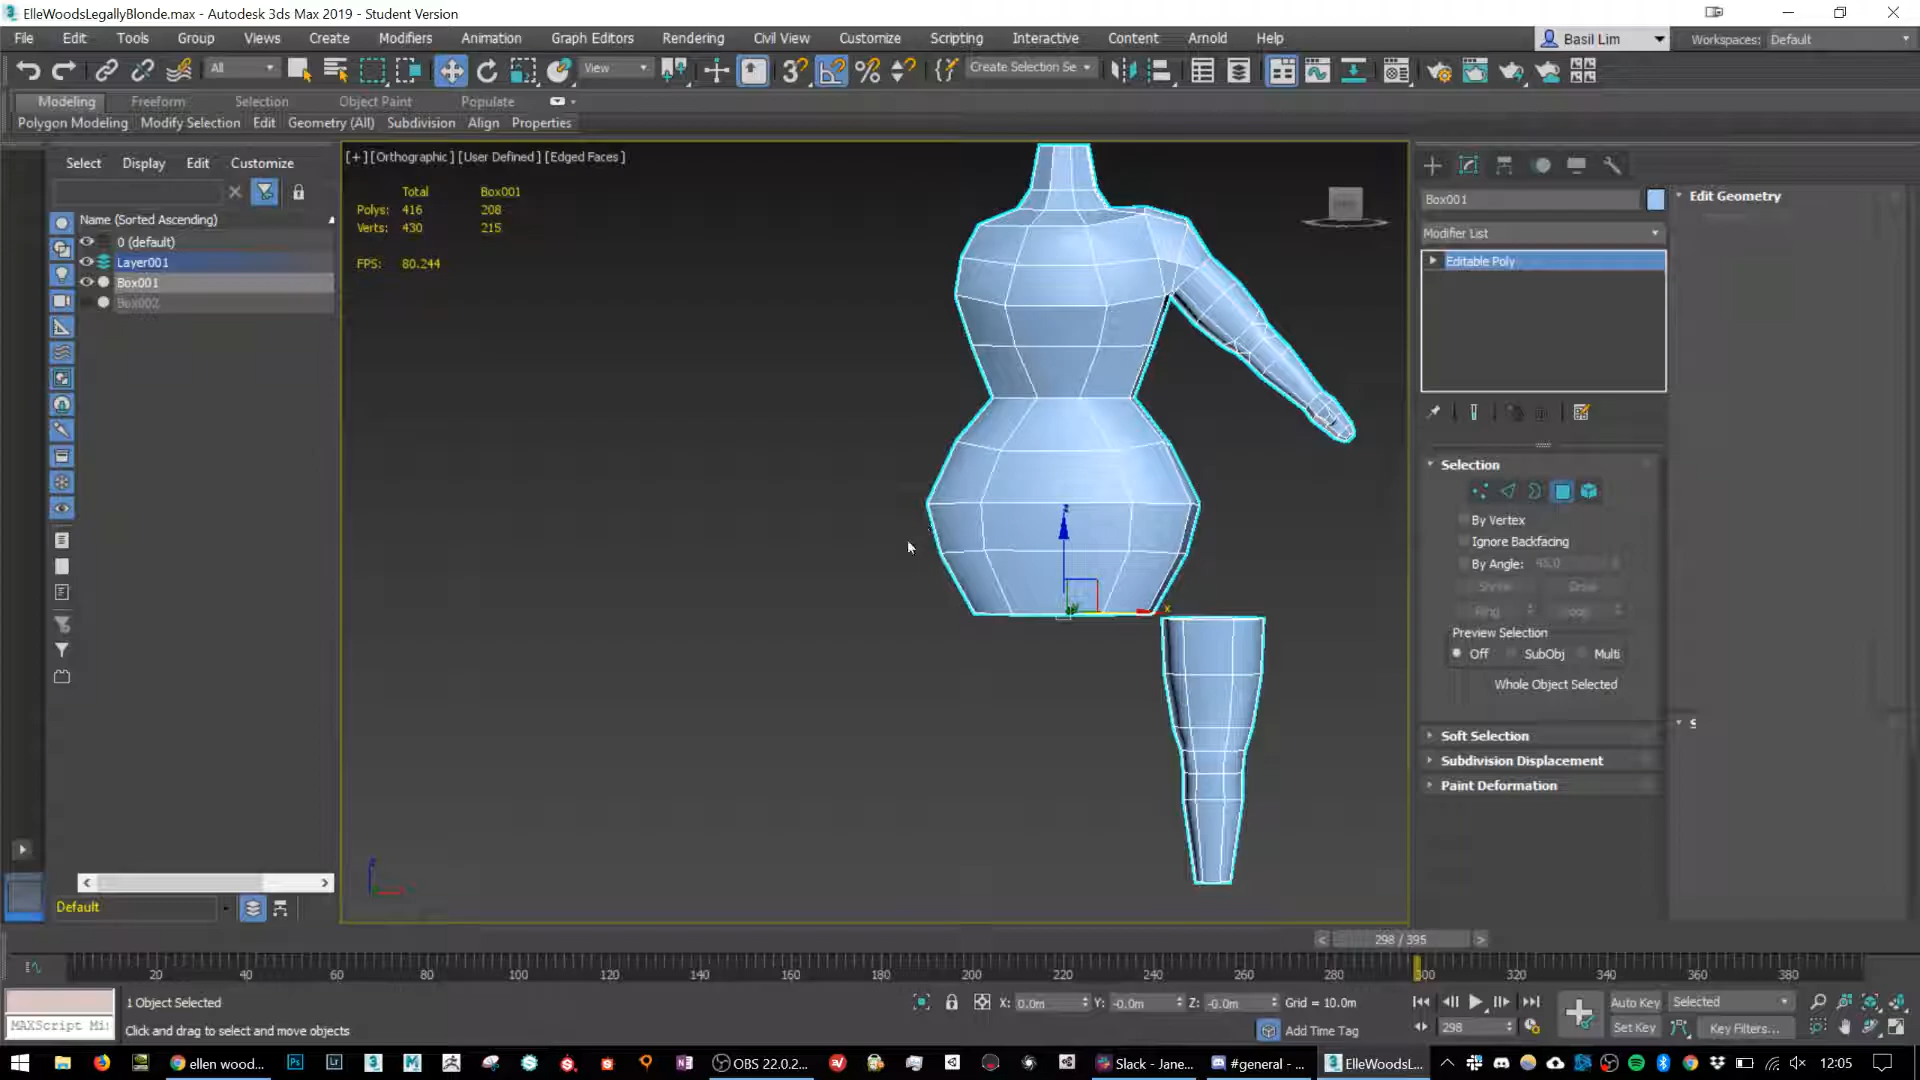 ElleWoodsLegallyBlonde.max - Autodesk 3ds Max 2019 - Student Version
File Edit Tools Group Views Create Modifiers Animation Graph Editors Rendering Civil View Customize Scripting Interactive Content Arnold Help
Basil Lim Workspaces: Default
All View Create Selection Se
Modeling Freeform Selection Object Paint Populate
Polygon Modeling Modify Selection Edit Geometry (All) Subdivision Align Properties
Select Display Edit Customize
Name (Sorted Ascending)
0 (default)
Layer001
Box001
Box002
Default
[+] [Orthographic] [User Defined] [Edged Faces]
Total Box001
Polys: 416 208
Verts: 430 215
FPS: 80.244
z
x
Box001
Modifier List
Editable Poly
Selection
By Vertex
Ignore Backfacing
By Angle: 45.0
Shrink Grow
Ring Loop
Preview Selection
Off SubObj Multi
Whole Object Selected
Soft Selection
Subdivision Displacement
Paint Deformation
Edit Geometry
S
< 298 / 395 >
20 40 60 80 100 120 140 160 180 200 220 240 260 280 300 320 340 360 380
MAXScript Mi
1 Object Selected
Click and drag to select and move objects
X: 0.0m Y: -0.0m Z: -0.0m Grid = 10.0m
Add Time Tag
298
Auto Key Selected
Set Key Key Filters...
ellen wood... OBS 22.0.2... Slack - Jane... #general - ... ElleWoodsL... 12:05